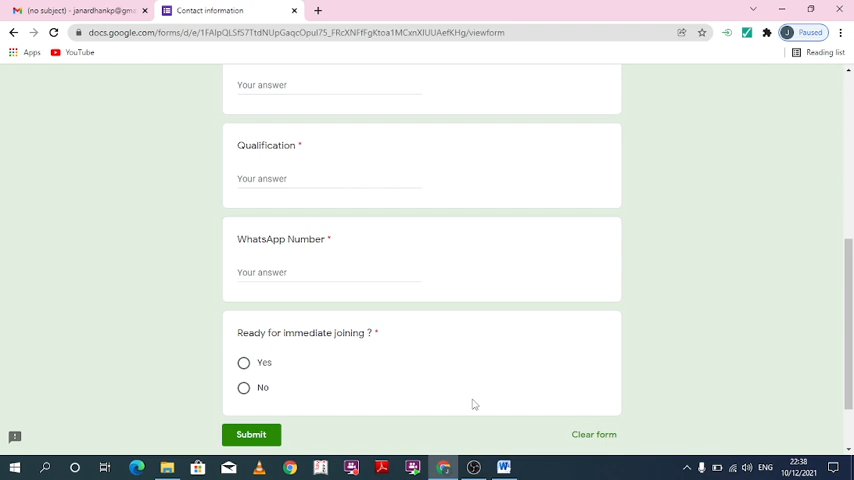 (no subject) - janardhankp@gmai
Contact information
docs.google.com/forms/d/e/1FAIpQLSfS7TtdNUpGaqcOpuI75_FRcXNFfFgKtoa1MCxnXIUUAefKHg/viewform
J Paused
Apps
YouTube
Reading list
Your answer
Qualification *
Your answer
WhatsApp Number *
Your answer
Ready for immediate joining ? *
Yes
No
Submit
Clear form
ENG
22:38
10/12/2021